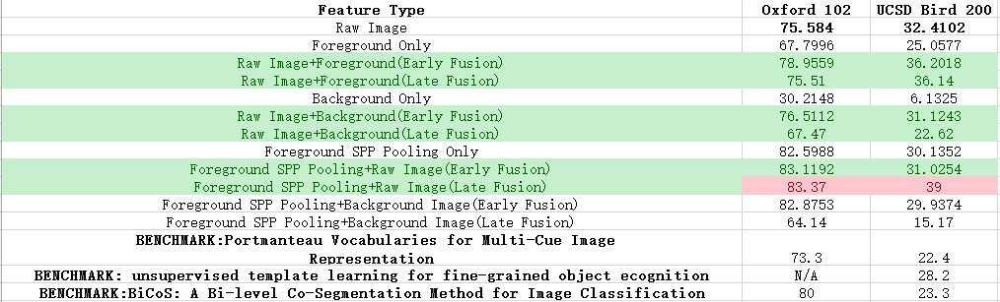 Feature Type Oxford 102 UCSD Bird 200
Raw Image 75.584 32.4102
Foreground Only 67.7996 25.0577
Raw Image+Foreground(Early Fusion) 78.9559 36.2018
Raw Image+Foreground(Late Fusion) 75.51 36.14
Background Only 30.2148 6.1325
Raw Image+Background(Early Fusion) 76.5112 31.1243
Raw Image+Background(Late Fusion) 67.47 22.62
Foreground SPP Pooling Only 82.5988 30.1352
Foreground SPP Pooling+Raw Image(Early Fusion) 83.1192 31.0254
Foreground SPP Pooling+Raw Image(Late Fusion) 83.37 39
Foreground SPP Pooling+Background Image(Early Fusion) 82.8753 29.9374
Foreground SPP Pooling+Background Image(Late Fusion) 64.14 15.17
BENCHMARK:Portmanteau Vocabularies for Multi-Cue Image
Representation 73.3 22.4
BENCHMARK: unsupervised template learning for fine-grained object ecognition N/A 28.2
BENCHMARK:BiCoS: A Bi-level Co-Segmentation Method for Image Classification 80 23.3